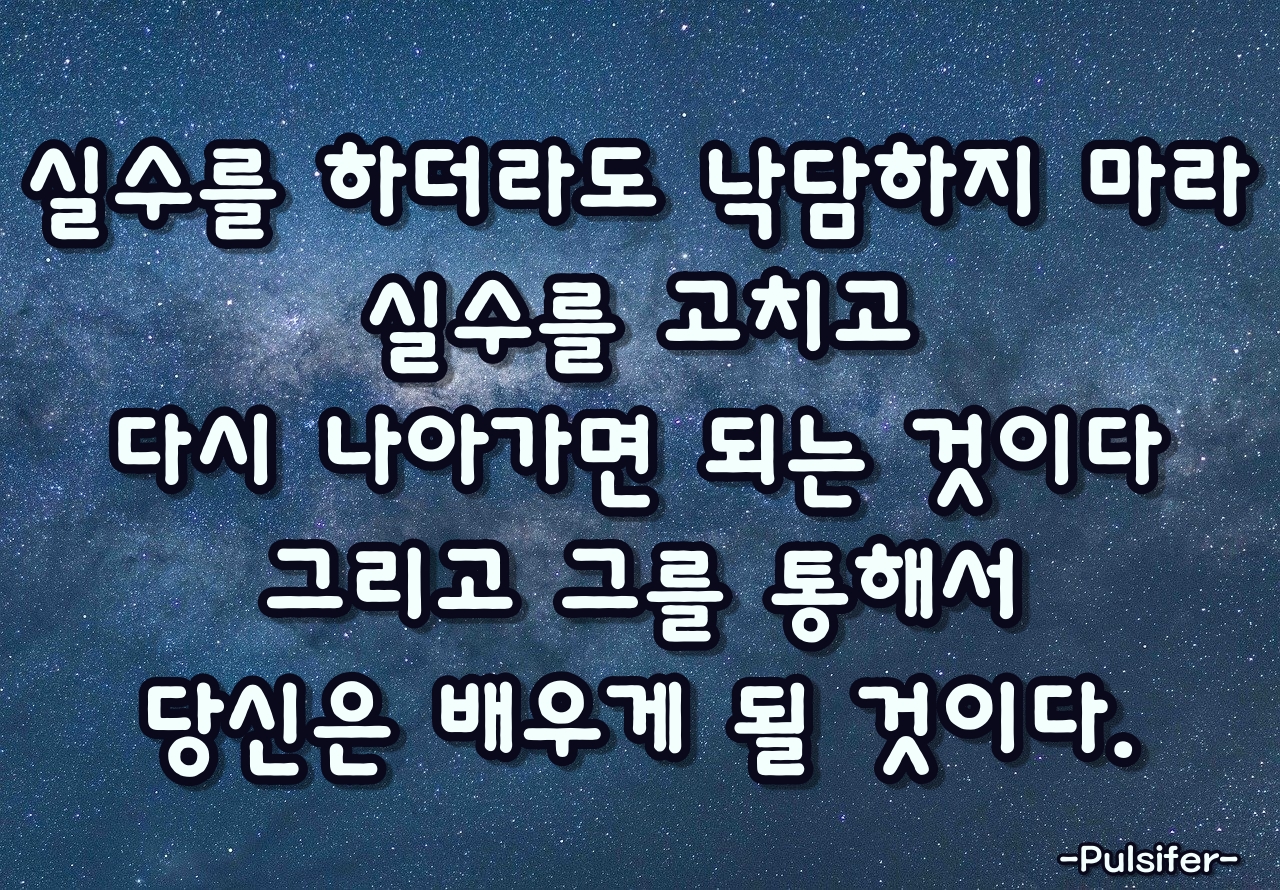 실수를 하더라도 낙담하지 마라
실수를 고치고
다시 나아가면 되는 것이다
그리고 그를 통해서
당신은 배우게 될 것이다.
-Pulsifer-